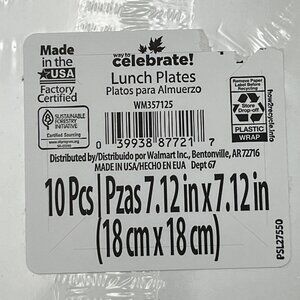 Made
in the
USA
Factory
Certified
SUSTAINABLE
FORESTRY
INITIATIVE
Certified Sourcing
way to
celebrate!
Lunch Plates
Platos para Almuerzo
WM357125
0 39938 87721 7
Remove Paper
Label Before
Recycling
Store
Drop-off
PLASTIC
WRAP
how2recycle.info
Distributed by/Distribuido por Walmart Inc., Bentonville, AR 72716
MADE IN USA/HECHO EN EUA Dept 67
10 Pcs | Pzas 7.12 in x 7.12 in
(18 cm x 18 cm)
PSL27550